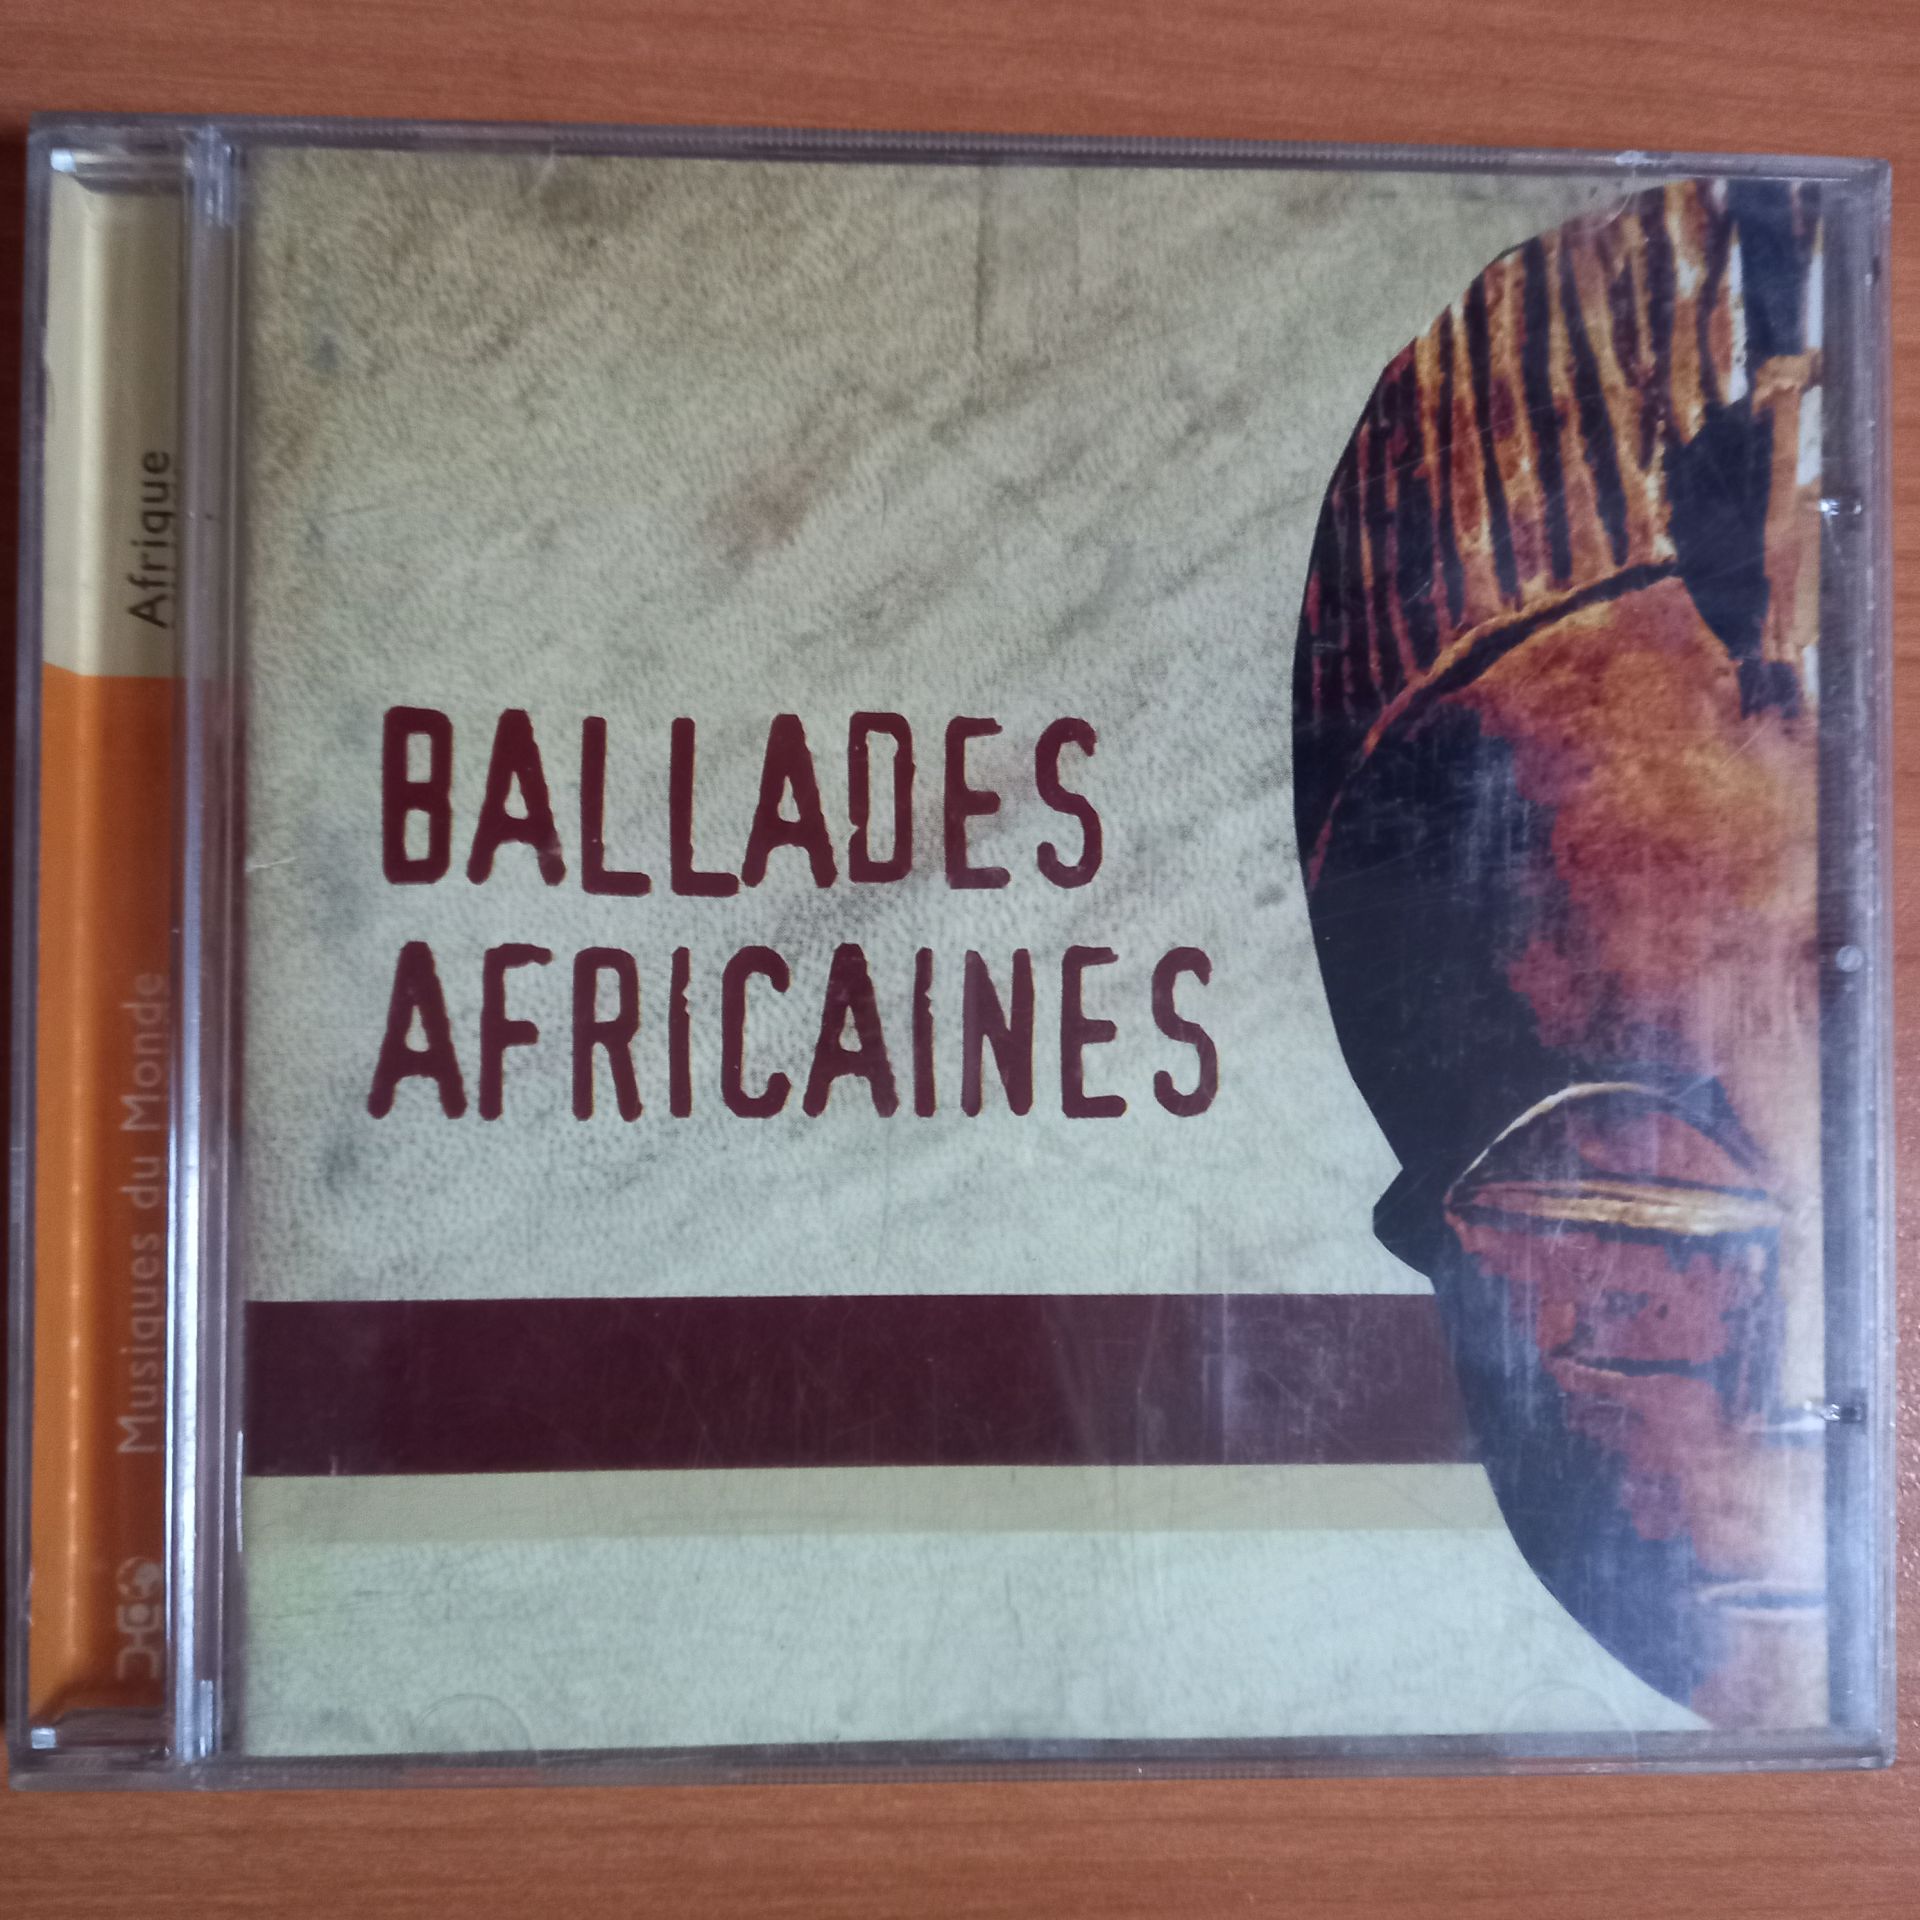 BALLADES
AFRICAINES
Afrique
Musiques du Monde